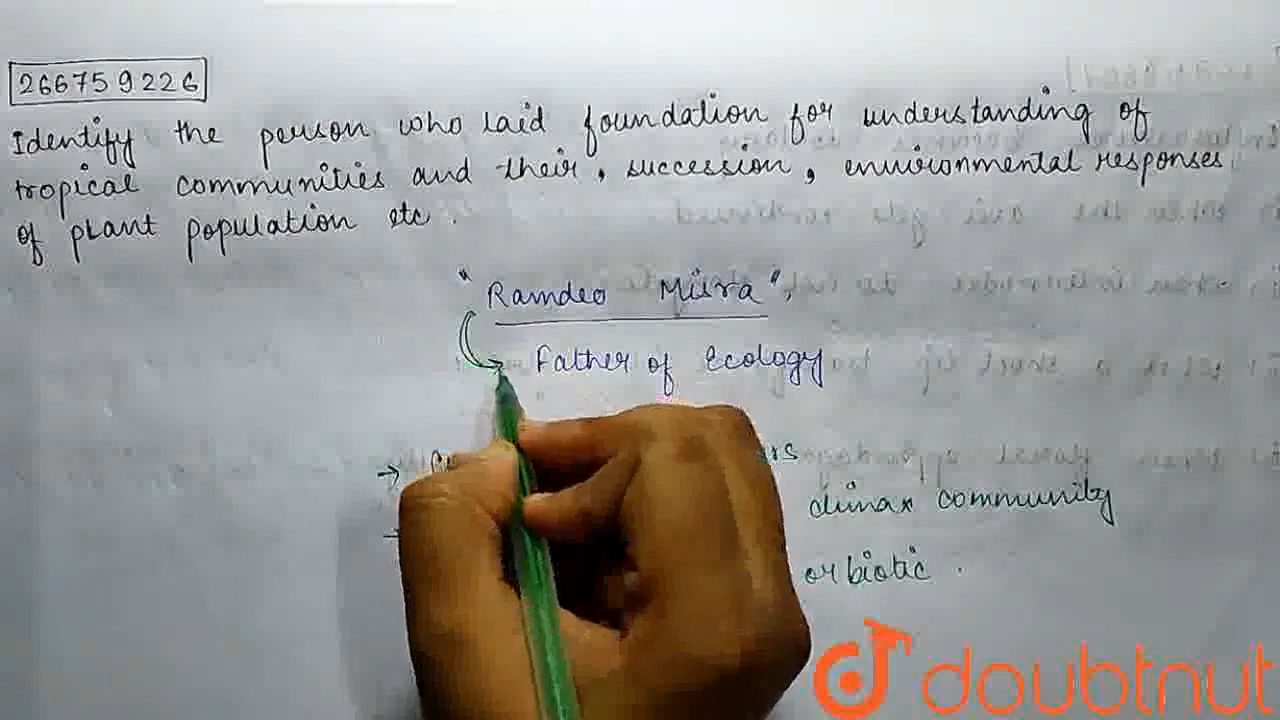 266759226
Identify the person who laid foundation for understanding of
tropical communities and their, succession, environmental responses
of plant population etc.
"Ramdeo Misra",
Father of Ecology
climax community
or biotic.
doubtnut